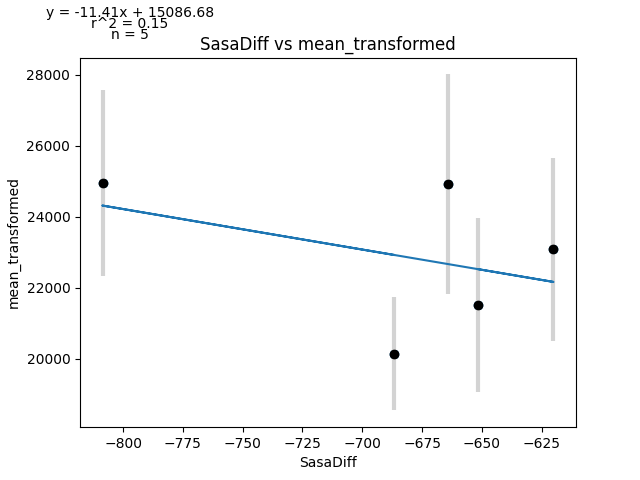 y = -11.41x + 15086.68
r^2 = 0.15
n = 5
SasaDiff vs mean_transformed
28000
26000
24000
22000
20000
mean_transformed
−800 −775 −750 −725 −700 −675 −650 −625
SasaDiff